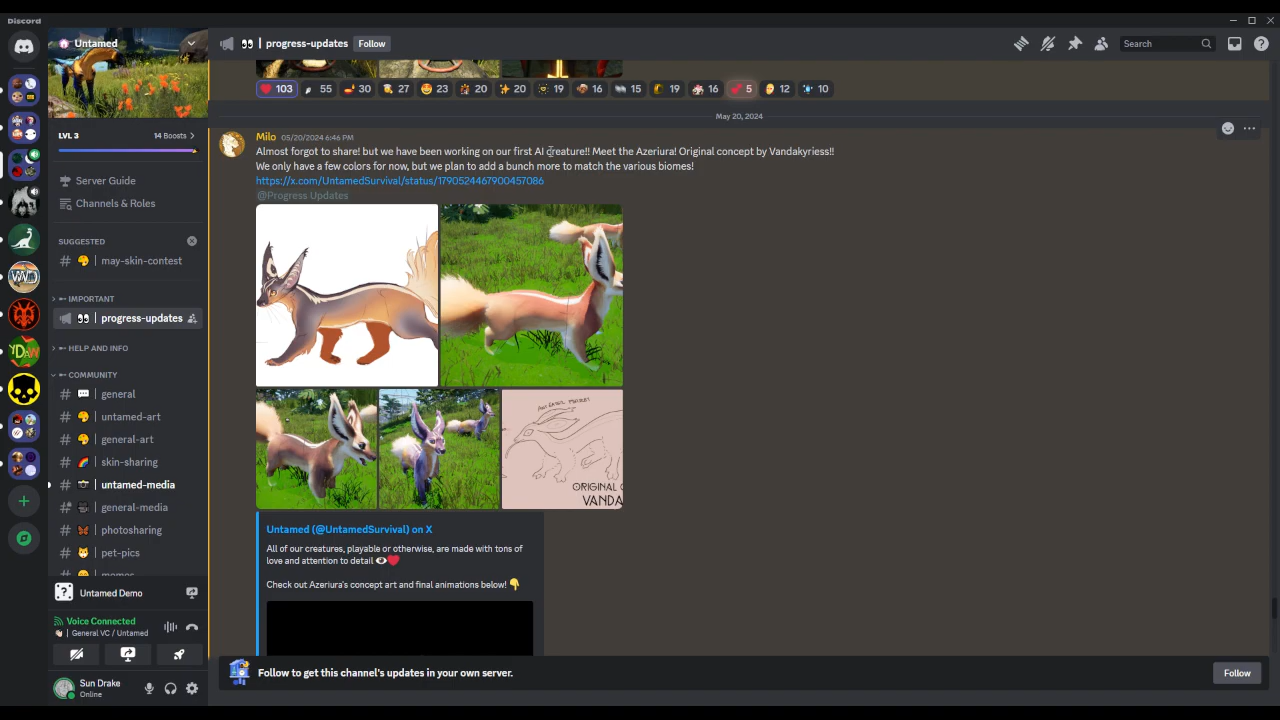 Discord
Untamed
LVL 3
14 Boosts
Server Guide
Channels & Roles
SUGGESTED
may-skin-contest
IMPORTANT
progress-updates
HELP AND INFO
COMMUNITY
general
untamed-art
general-art
skin-sharing
untamed-media
general-media
photosharing
pet-pics
memes
Untamed Demo
Voice Connected
General VC / Untamed
Sun Drake
Online
progress-updates
Follow
Search
103 55 30 27 23 20 20 19 16 15 19 16 5 12 10
May 20, 2024
Milo 05/20/2024 6:46 PM
Almost forgot to share! but we have been working on our first AI creature!! Meet the Azeriura! Original concept by Vandakyriess!!
We only have a few colors for now, but we plan to add a bunch more to match the various biomes!
https://x.com/UntamedSurvival/status/1790524467900457086
@Progress Updates
ORIGINAL
VANDA
Untamed (@UntamedSurvival) on X
All of our creatures, playable or otherwise, are made with tons of
love and attention to detail
Check out Azeriura's concept art and final animations below!
Follow to get this channel's updates in your own server.
Follow